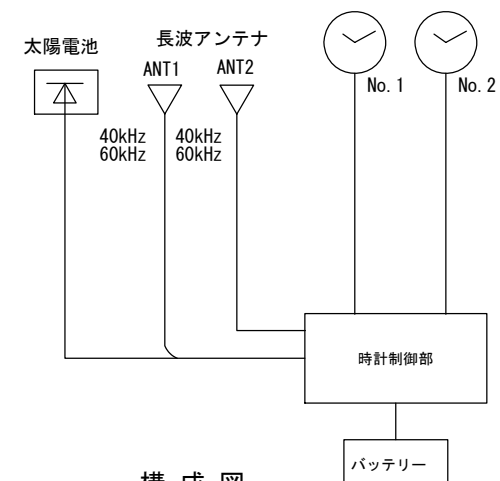 太陽電池
長波アンテナ
ANT1
ANT2
No. 1
No. 2
40kHz
60kHz
40kHz
60kHz
時計制御部
バッテリー
構成図